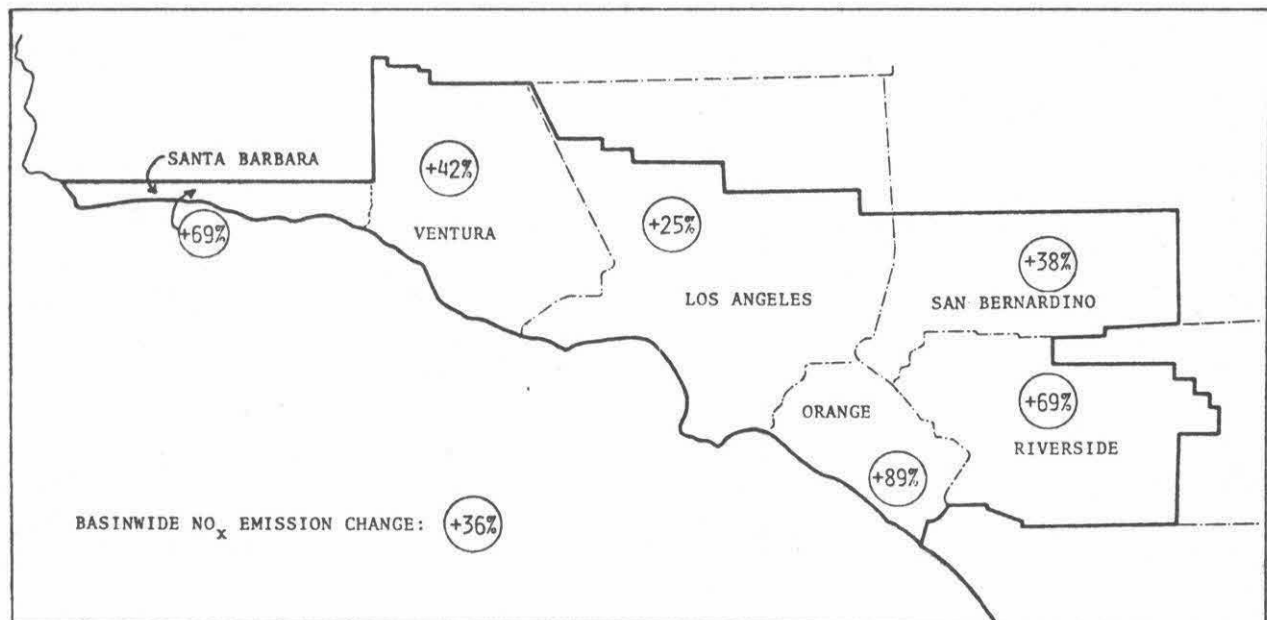 SANTA BARBARA
+69%
+42%
VENTURA
+25%
LOS ANGELES
+38%
SAN BERNARDINO
ORANGE
+89%
+69%
RIVERSIDE
BASINWIDE NOx EMISSION CHANGE: +36%